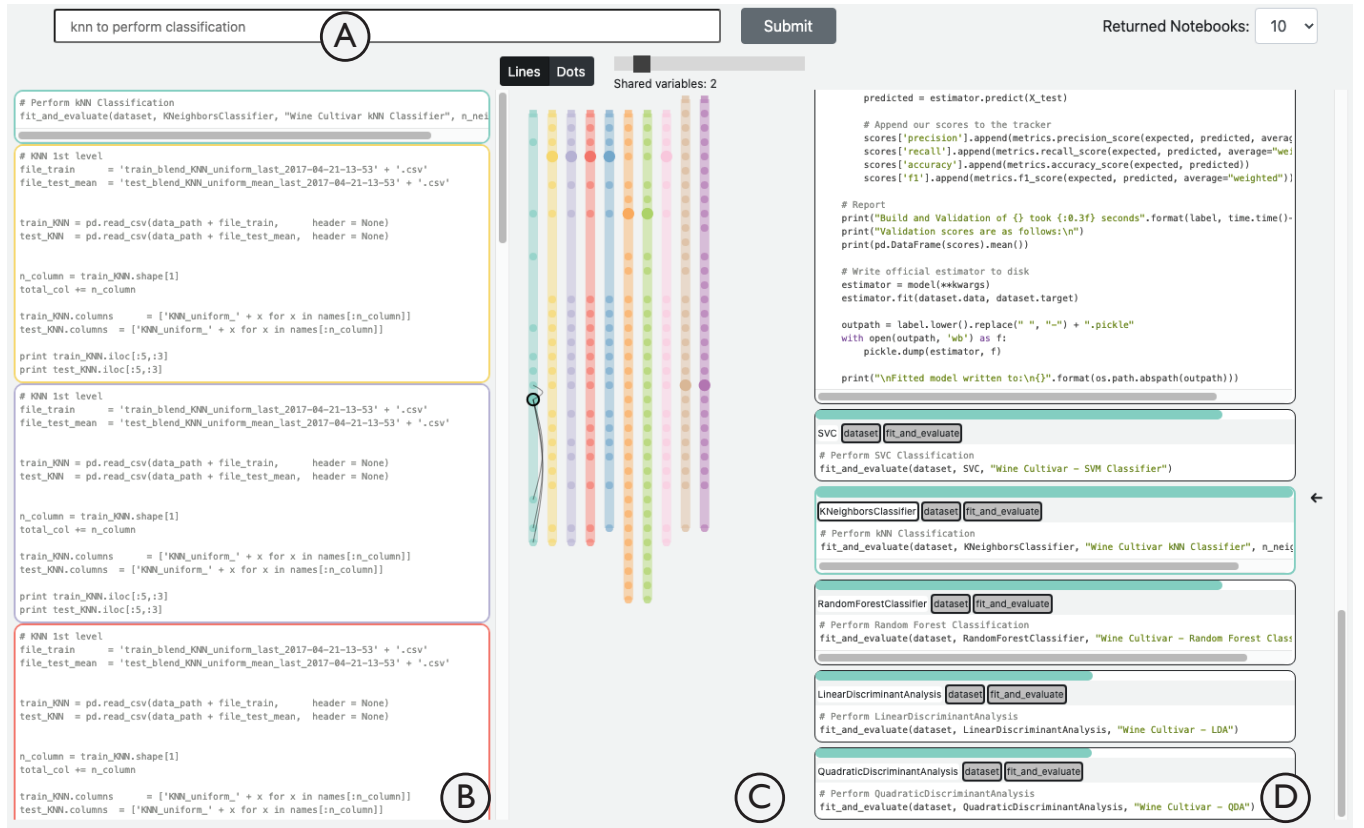 knn to perform classification
A
Submit
Returned Notebooks: 10
Lines Dots
Shared variables: 2
# Perform kNN Classification
fit_and_evaluate(dataset, KNeighborsClassifier, "Wine Cultivar kNN Classifier", n_nei
# KNN 1st level
file_train = 'train_blend_KNN_uniform_last_2017-04-21-13-53' + '.csv'
file_test_mean = 'test_blend_KNN_uniform_mean_last_2017-04-21-13-53' + '.csv'
train_KNN = pd.read_csv(data_path + file_train, header = None)
test_KNN = pd.read_csv(data_path + file_test_mean, header = None)
n_column = train_KNN.shape[1]
total_col += n_column
train_KNN.columns = ['KNN_uniform_' + x for x in names[:n_column]]
test_KNN.columns = ['KNN_uniform_' + x for x in names[:n_column]]
print train_KNN.iloc[:5,:3]
print test_KNN.iloc[:5,:3]
# KNN 1st level
file_train = 'train_blend_KNN_uniform_last_2017-04-21-13-53' + '.csv'
file_test_mean = 'test_blend_KNN_uniform_mean_last_2017-04-21-13-53' + '.csv'
train_KNN = pd.read_csv(data_path + file_train, header = None)
test_KNN = pd.read_csv(data_path + file_test_mean, header = None)
n_column = train_KNN.shape[1]
total_col += n_column
train_KNN.columns = ['KNN_uniform_' + x for x in names[:n_column]]
test_KNN.columns = ['KNN_uniform_' + x for x in names[:n_column]]
print train_KNN.iloc[:5,:3]
print test_KNN.iloc[:5,:3]
# KNN 1st level
file_train = 'train_blend_KNN_uniform_last_2017-04-21-13-53' + '.csv'
file_test_mean = 'test_blend_KNN_uniform_mean_last_2017-04-21-13-53' + '.csv'
train_KNN = pd.read_csv(data_path + file_train, header = None)
test_KNN = pd.read_csv(data_path + file_test_mean, header = None)
n_column = train_KNN.shape[1]
total_col += n_column
train_KNN.columns = ['KNN_uniform_' + x for x in names[:n_column]]
test_KNN.columns = ['KNN_uniform_' + x for x in names[:n_column]]
B
C
predicted = estimator.predict(X_test)
# Append our scores to the tracker
scores['precision'].append(metrics.precision_score(expected, predicted, averag
scores['recall'].append(metrics.recall_score(expected, predicted, average="wei
scores['accuracy'].append(metrics.accuracy_score(expected, predicted))
scores['f1'].append(metrics.f1_score(expected, predicted, average="weighted"))
# Report
print("Build and Validation of {} took {:0.3f} seconds".format(label, time.time()-
print("Validation scores are as follows:\n")
print(pd.DataFrame(scores).mean())
# Write official estimator to disk
estimator = model(**kwargs)
estimator.fit(dataset.data, dataset.target)
outpath = label.lower().replace(" ", "-") + ".pickle"
with open(outpath, 'wb') as f:
pickle.dump(estimator, f)
print("\nFitted model written to:\n{}".format(os.path.abspath(outpath)))
SVC dataset fit_and_evaluate
# Perform SVC Classification
fit_and_evaluate(dataset, SVC, "Wine Cultivar - SVM Classifier")
KNeighborsClassifier dataset fit_and_evaluate
# Perform kNN Classification
fit_and_evaluate(dataset, KNeighborsClassifier, "Wine Cultivar kNN Classifier", n_neig
RandomForestClassifier dataset fit_and_evaluate
# Perform Random Forest Classification
fit_and_evaluate(dataset, RandomForestClassifier, "Wine Cultivar - Random Forest Class
LinearDiscriminantAnalysis dataset fit_and_evaluate
# Perform LinearDiscriminantAnalysis
fit_and_evaluate(dataset, LinearDiscriminantAnalysis, "Wine Cultivar - LDA")
QuadraticDiscriminantAnalysis dataset fit_and_evaluate
# Perform QuadraticDiscriminantAnalysis
fit_and_evaluate(dataset, QuadraticDiscriminantAnalysis, "Wine Cultivar - QDA")
D